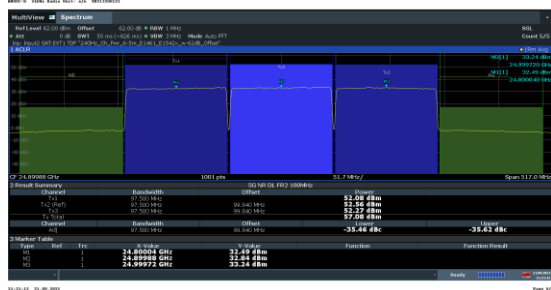 MultiView Spectrum
Ref Level 62.00 dBm Offset 62.00 dB RBW 1 MHz SGL
Att 0 dB SWT 50 ms (~826 ms) VBW 3 MHz Mode Auto FFT Count 5/5
1 ACLR 1Rm Avg
M3[1] 33.24 dBm
24.999720 GHz
M1[1] 32.49 dBm
24.800040 GHz
CF 24.89988 GHz 1001 pts 51.7 MHz/ Span 517.0 MHz
2 Result Summary 5G NR DL FR2 100MHz
Channel Bandwidth Offset Power
Tx1 97.580 MHz 52.08 dBm
Tx2 (Ref) 97.580 MHz 99.840 MHz 52.56 dBm
Tx3 97.580 MHz 99.840 MHz 52.27 dBm
Tx Total 57.08 dBm
Channel Bandwidth Offset Lower Upper
Adj 97.580 MHz 99.840 MHz -35.46 dBc -35.62 dBc
3 Marker Table
Type Ref Trc X-Value Y-Value Function Function Result
M1 1 24.80004 GHz 32.49 dBm
M2 1 24.89988 GHz 32.84 dBm
M3 1 24.99972 GHz 33.24 dBm
Ready